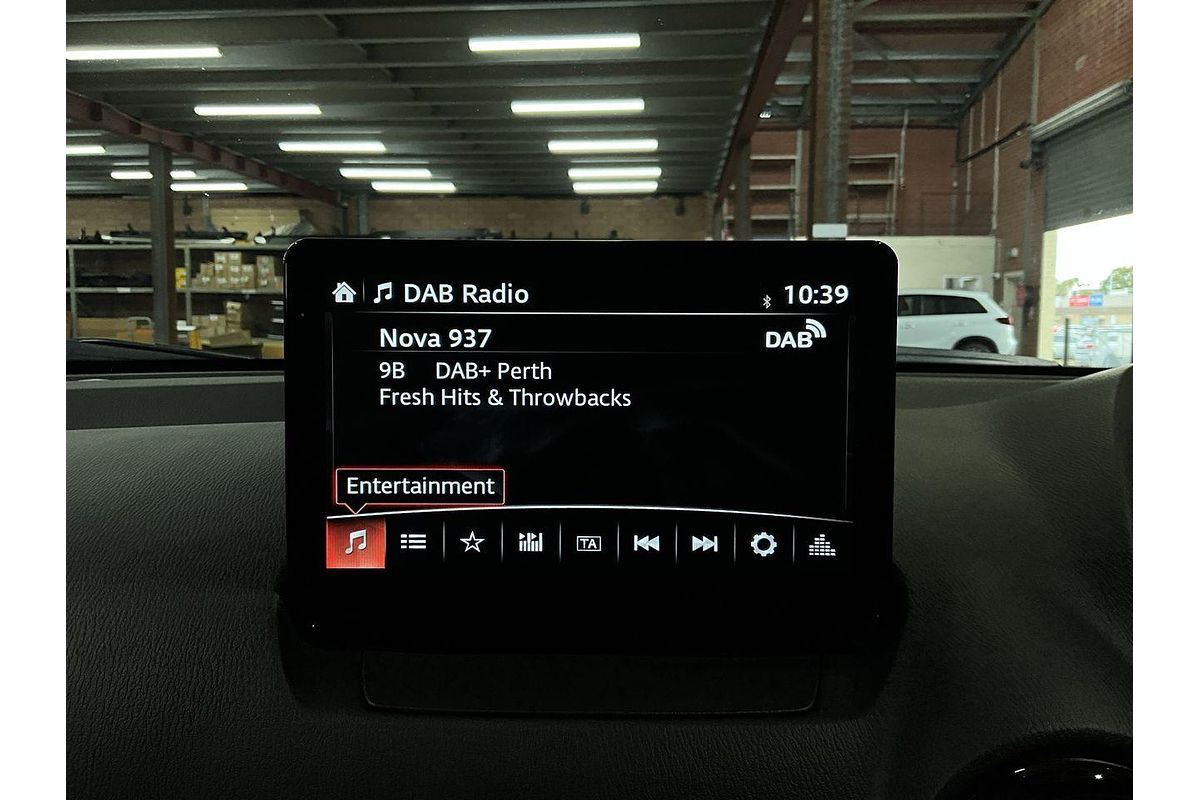 DAB Radio 10:39
Nova 937 DAB
9B DAB+ Perth
Fresh Hits & Throwbacks
Entertainment
TA